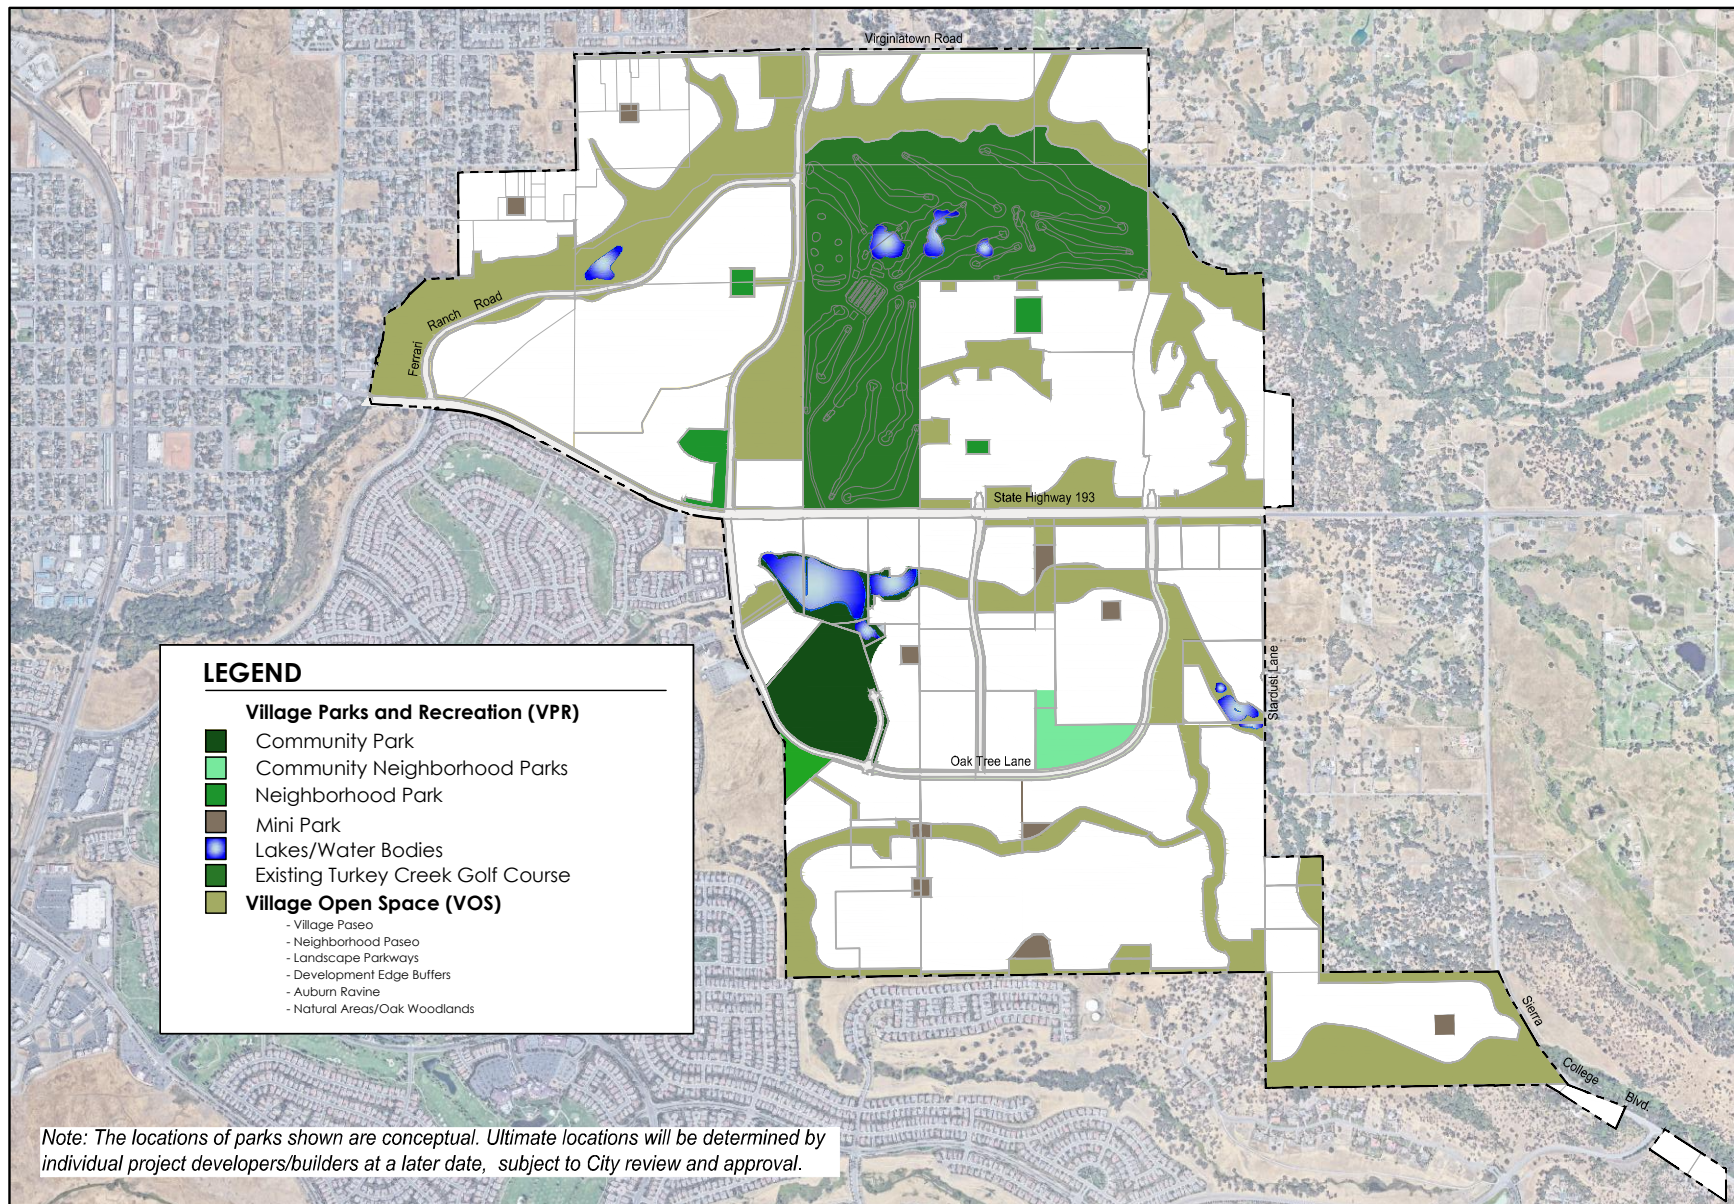 Virginiatown Road
Ferrari Ranch Road
State Highway 193
Stardust Lane
Oak Tree Lane
LEGEND
Village Parks and Recreation (VPR)
Community Park
Community Neighborhood Parks
Neighborhood Park
Mini Park
Lakes/Water Bodies
Existing Turkey Creek Golf Course
Village Open Space (VOS)
- Village Paseo
- Neighborhood Paseo
- Landscape Parkways
- Development Edge Buffers
- Auburn Ravine
- Natural Areas/Oak Woodlands
Sierra College Blvd.
Note: The locations of parks shown are conceptual. Ultimate locations will be determined by
individual project developers/builders at a later date, subject to City review and approval.